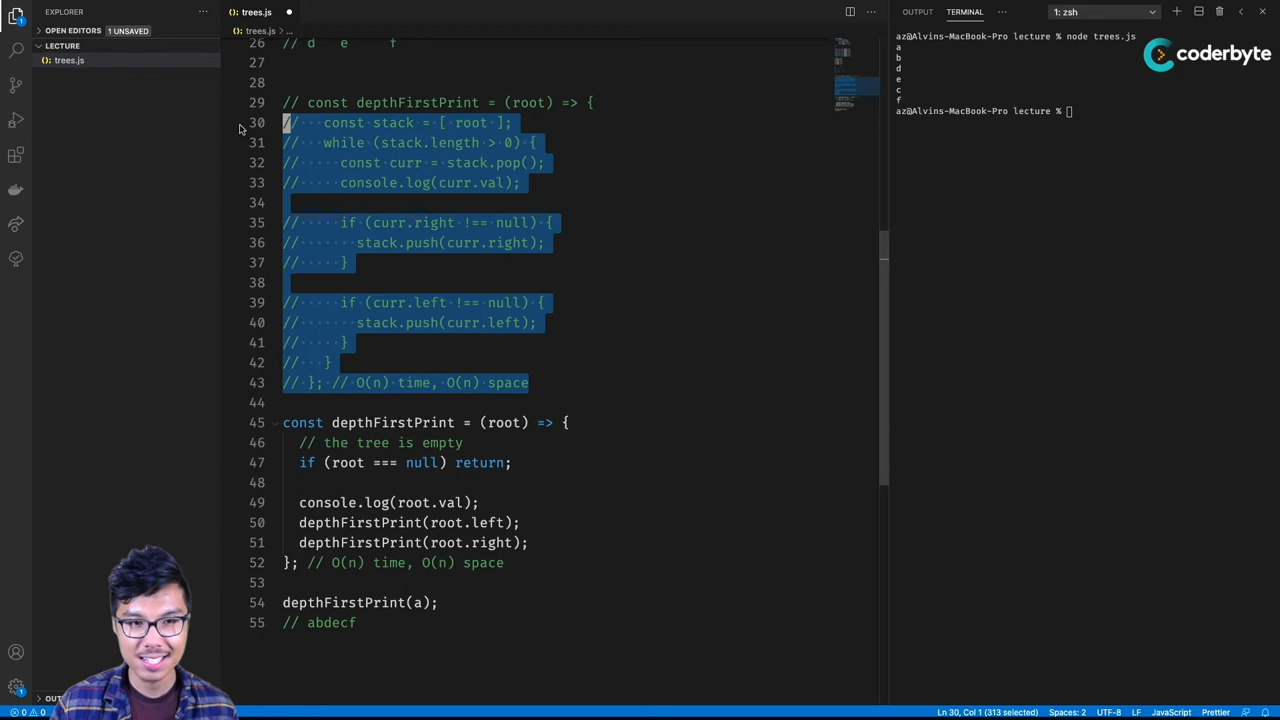 EXPLORER
···
OPEN EDITORS
1 UNSAVED
LECTURE
trees.js
trees.js
trees.js > ...
26 // d e f
27
28
29 // const depthFirstPrint = (root) => {
30 // const stack = [ root ];
31 // while (stack.length > 0) {
32 // const curr = stack.pop();
33 // console.log(curr.val);
34
35 // if (curr.right !== null) {
36 // stack.push(curr.right);
37 // }
38
39 // if (curr.left !== null) {
40 // stack.push(curr.left);
41 // }
42 // }
43 // }; // O(n) time, O(n) space
44
45 const depthFirstPrint = (root) => {
46 // the tree is empty
47 if (root === null) return;
48
49 console.log(root.val);
50 depthFirstPrint(root.left);
51 depthFirstPrint(root.right);
52 }; // O(n) time, O(n) space
53
54 depthFirstPrint(a);
55 // abdecf
OUTPUT
TERMINAL
···
1: zsh
az@Alvins-MacBook-Pro lecture % node trees.js
a
b
d
e
c
f
az@Alvins-MacBook-Pro lecture %
coderbyte
OUT
1
1
0
0
Ln 30, Col 1 (313 selected)
Spaces: 2
UTF-8
LF
JavaScript
Prettier